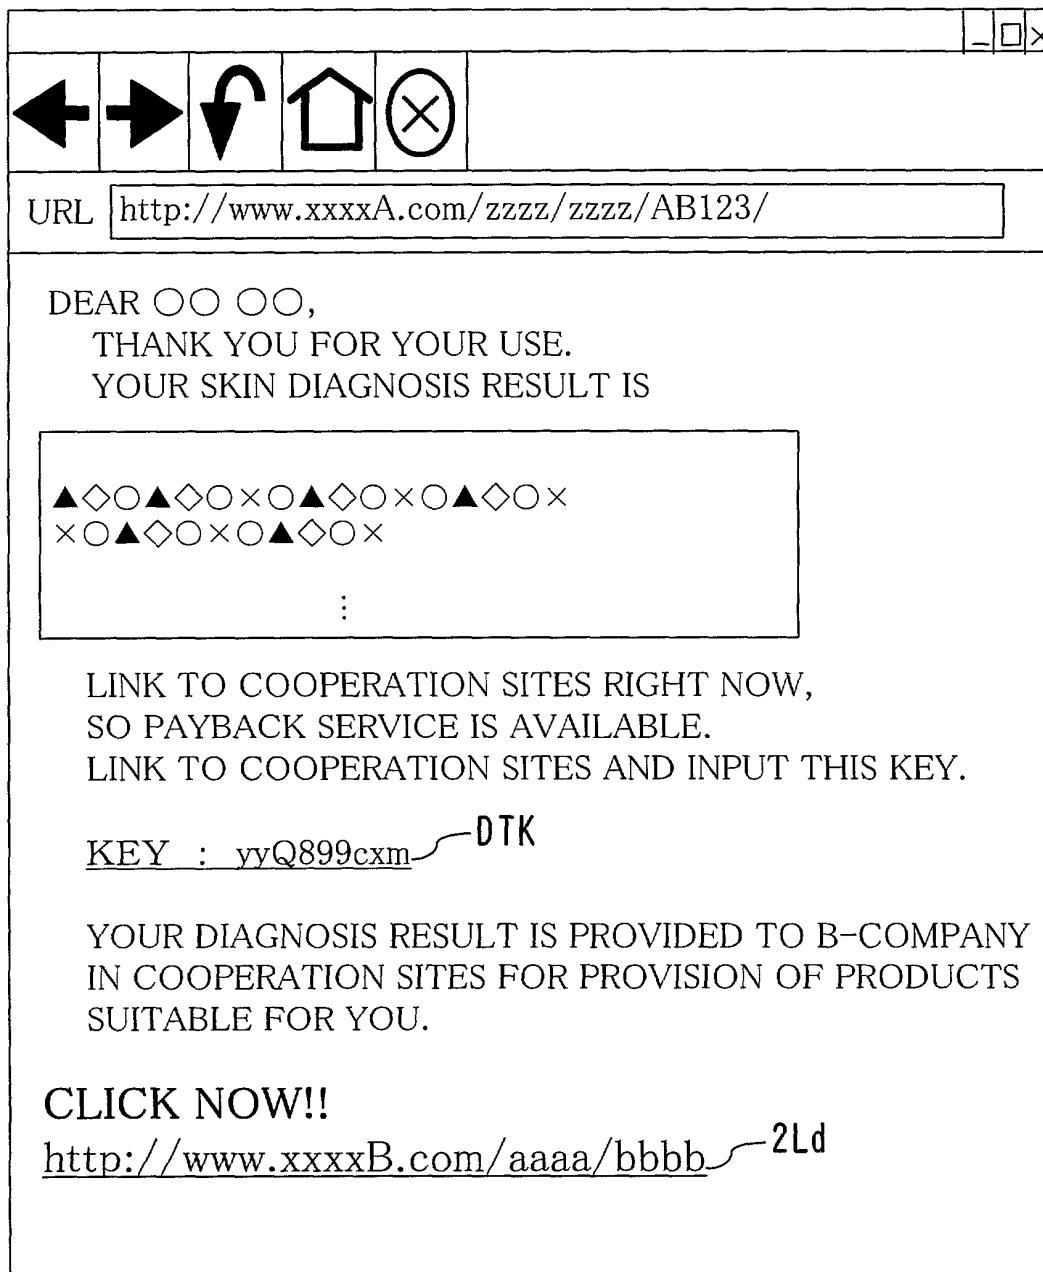 URL http://www.xxxxA.com/zzzz/zzzz/AB123/
DEAR ○○ ○○,
THANK YOU FOR YOUR USE.
YOUR SKIN DIAGNOSIS RESULT IS
▲◇○▲◇○×○▲◇○×○▲◇○×
×○▲◇○×○▲◇○×
⋮
LINK TO COOPERATION SITES RIGHT NOW,
SO PAYBACK SERVICE IS AVAILABLE.
LINK TO COOPERATION SITES AND INPUT THIS KEY.
KEY : yyQ899cxm DTK
YOUR DIAGNOSIS RESULT IS PROVIDED TO B-COMPANY
IN COOPERATION SITES FOR PROVISION OF PRODUCTS
SUITABLE FOR YOU.
CLICK NOW!!
http://www.xxxxB.com/aaaa/bbbb 2Ld